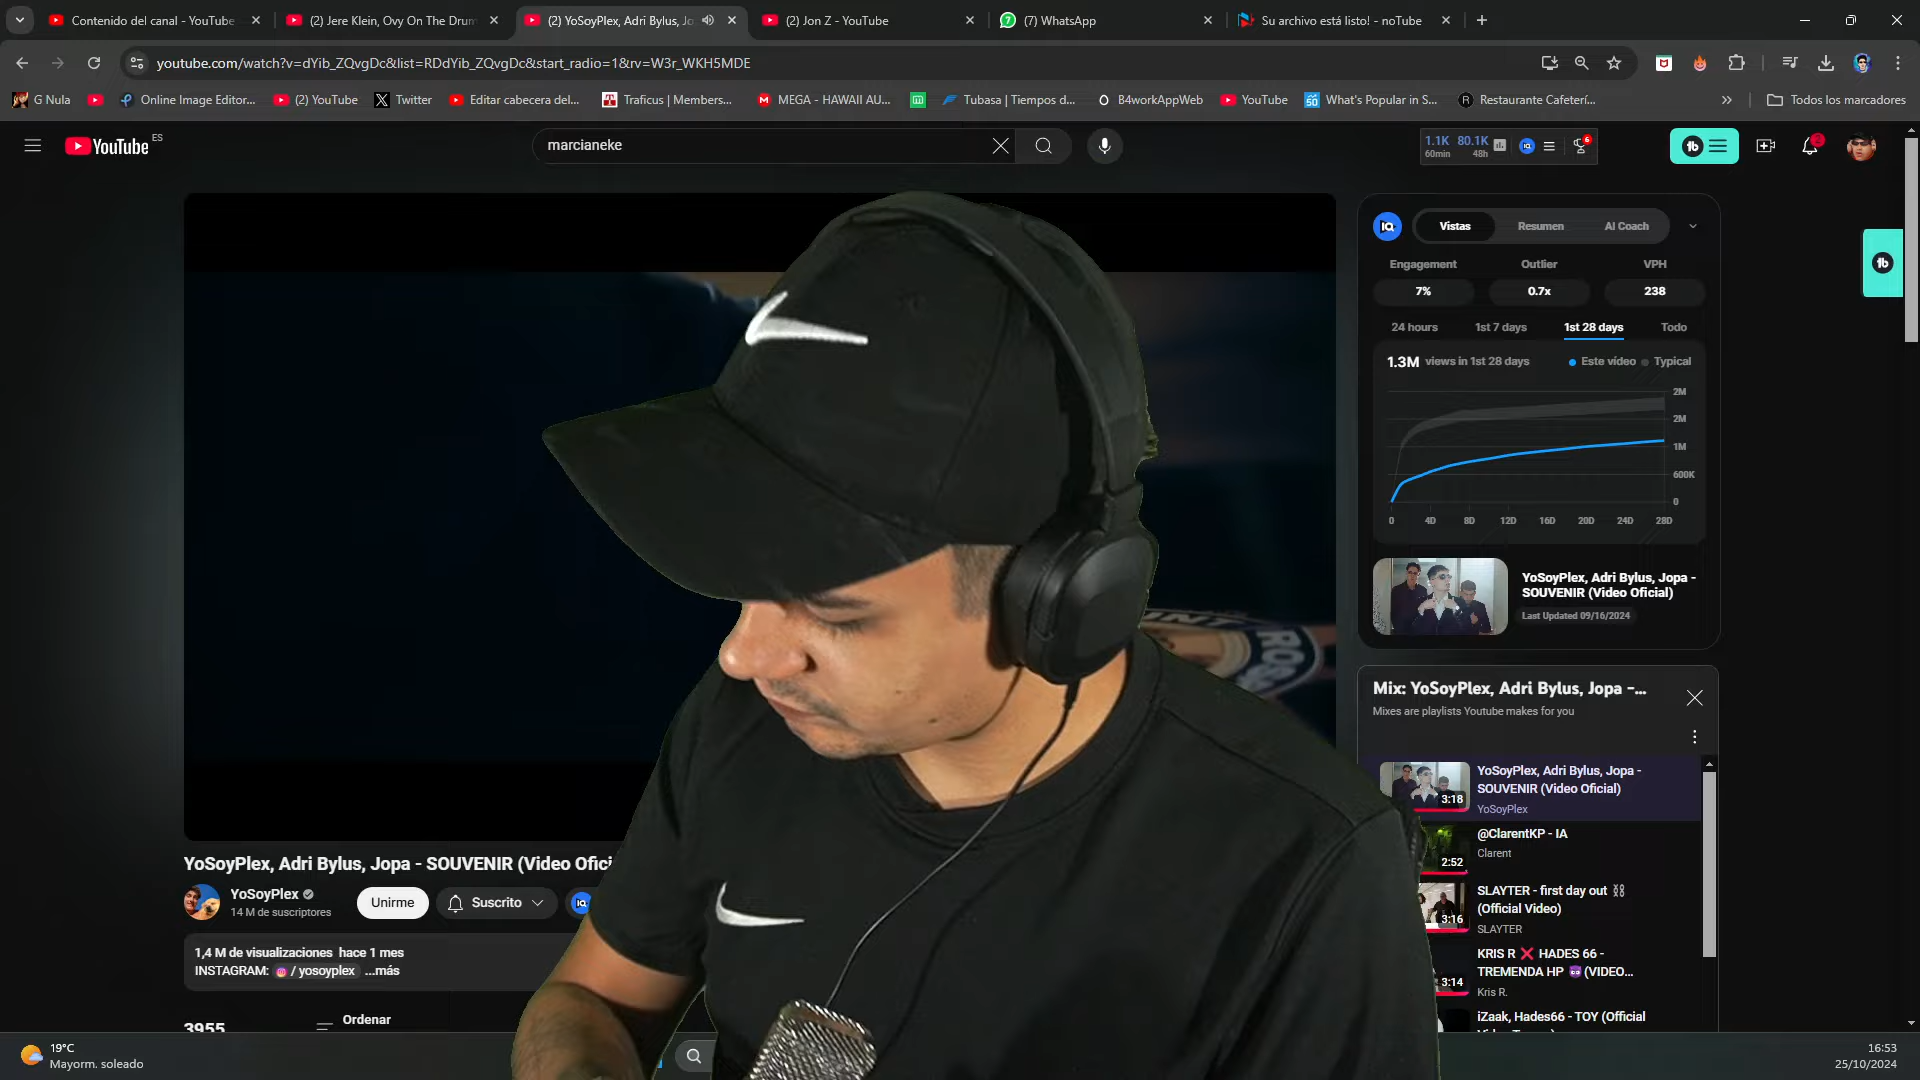 Contenido del canal - YouTube
(2) Jere Klein, Ovy On The Drum
(2) YoSoyPlex, Adri Bylus, Jo
(2) Jon Z - YouTube
(7) WhatsApp
Su archivo está listo! - noTube
youtube.com/watch?v=dYib_ZQvgDc&list=RDdYib_ZQvgDc&start_radio=1&rv=W3r_WKH5MDE
G Nula
Online Image Editor...
(2) YouTube
Twitter
Editar cabecera del...
Traficus | Members...
MEGA - HAWAII AU...
Tubasa | Tiempos d...
B4workAppWeb
YouTube
What's Popular in S...
Restaurante Cafeterí...
Todos los marcadores
YouTube ES
marcianeke
1.1K 80.1K
60min 48h
6
Vistas Resumen AI Coach
Engagement Outlier VPH
7% 0.7x 238
24 hours 1st 7 days 1st 28 days Todo
1.3M views in 1st 28 days
Este vídeo Typical
2M
2M
1M
600K
0
0 4D 8D 12D 16D 20D 24D 28D
YoSoyPlex, Adri Bylus, Jopa -
SOUVENIR (Video Oficial)
Last Updated 09/16/2024
Mix: YoSoyPlex, Adri Bylus, Jopa -...
Mixes are playlists Youtube makes for you
YoSoyPlex, Adri Bylus, Jopa -
SOUVENIR (Video Oficial)
YoSoyPlex
3:18
@ClarentKP - IA
Clarent
2:52
SLAYTER - first day out ⛓️
(Official Video)
SLAYTER
3:16
KRIS R ❌ HADES 66 -
TREMENDA HP 😈 (VIDEO...
Kris R.
3:14
iZaak, Hades66 - TOY (Official
YoSoyPlex, Adri Bylus, Jopa - SOUVENIR (Video Ofici
YoSoyPlex
14 M de suscriptores
Unirme
Suscrito
1,4 M de visualizaciones hace 1 mes
INSTAGRAM: / yosoyplex ...más
3955
Ordenar
19°C
Mayorm. soleado
16:53
25/10/2024